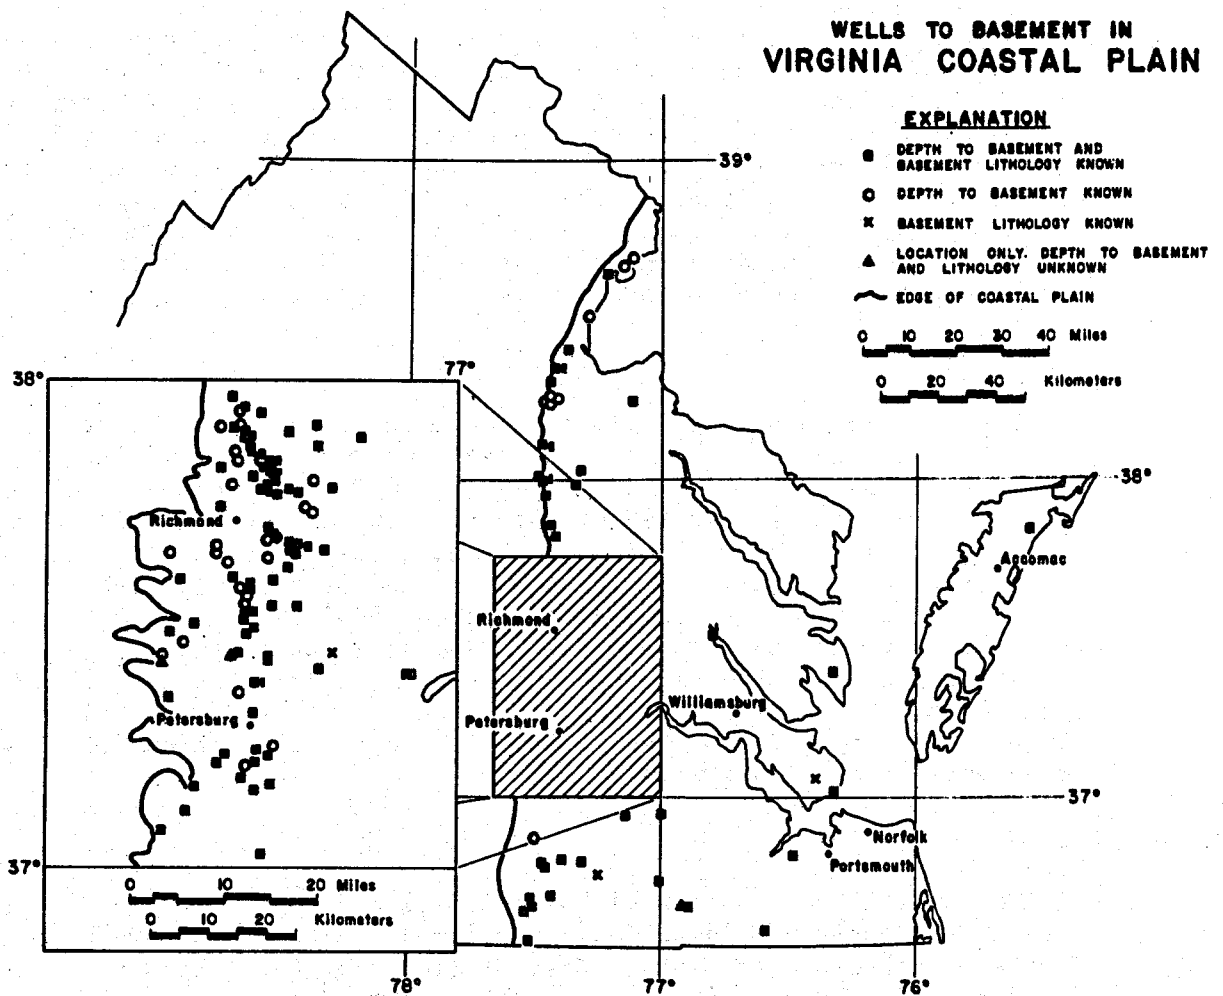 WELLS TO BASEMENT IN
VIRGINIA COASTAL PLAIN
EXPLANATION
DEPTH TO BASEMENT AND
BASEMENT LITHOLOGY KNOWN
DEPTH TO BASEMENT KNOWN
BASEMENT LITHOLOGY KNOWN
LOCATION ONLY. DEPTH TO BASEMENT
AND LITHOLOGY UNKNOWN
EDGE OF COASTAL PLAIN
0 10 20 30 40 Miles
0 20 40 Kilometers
39°
38°
77°
38°
Richmond
Accomac
Richmond
Williamsburg
Petersburg
Petersburg
37°
Norfolk
Portsmouth
37°
0 10 20 Miles
0 10 20 Kilometers
78°
77°
76°